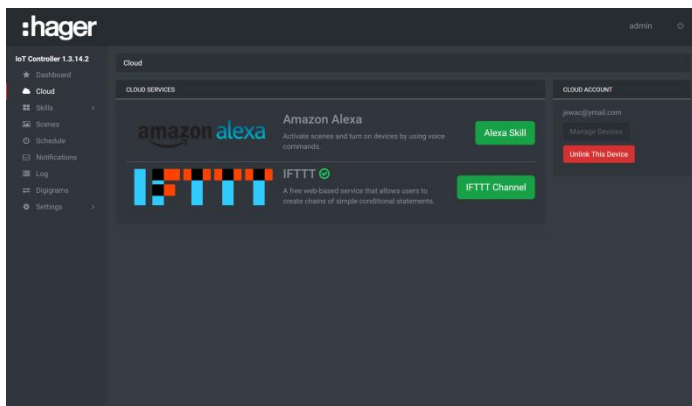 :hager
admin
IoT Controller 1.3.14.2
Dashboard
Cloud
Skills
Scenes
Schedule
Notifications
Log
Digigrams
Settings
Cloud
CLOUD SERVICES
amazon alexa
Amazon Alexa
Activate scenes and turn on devices by using voice
commands.
Alexa Skill
IFTTT
IFTTT
A free web-based service that allows users to
create chains of simple conditional statements.
IFTTT Channel
CLOUD ACCOUNT
jewac@ymail.com
Manage Devices
Unlink This Device